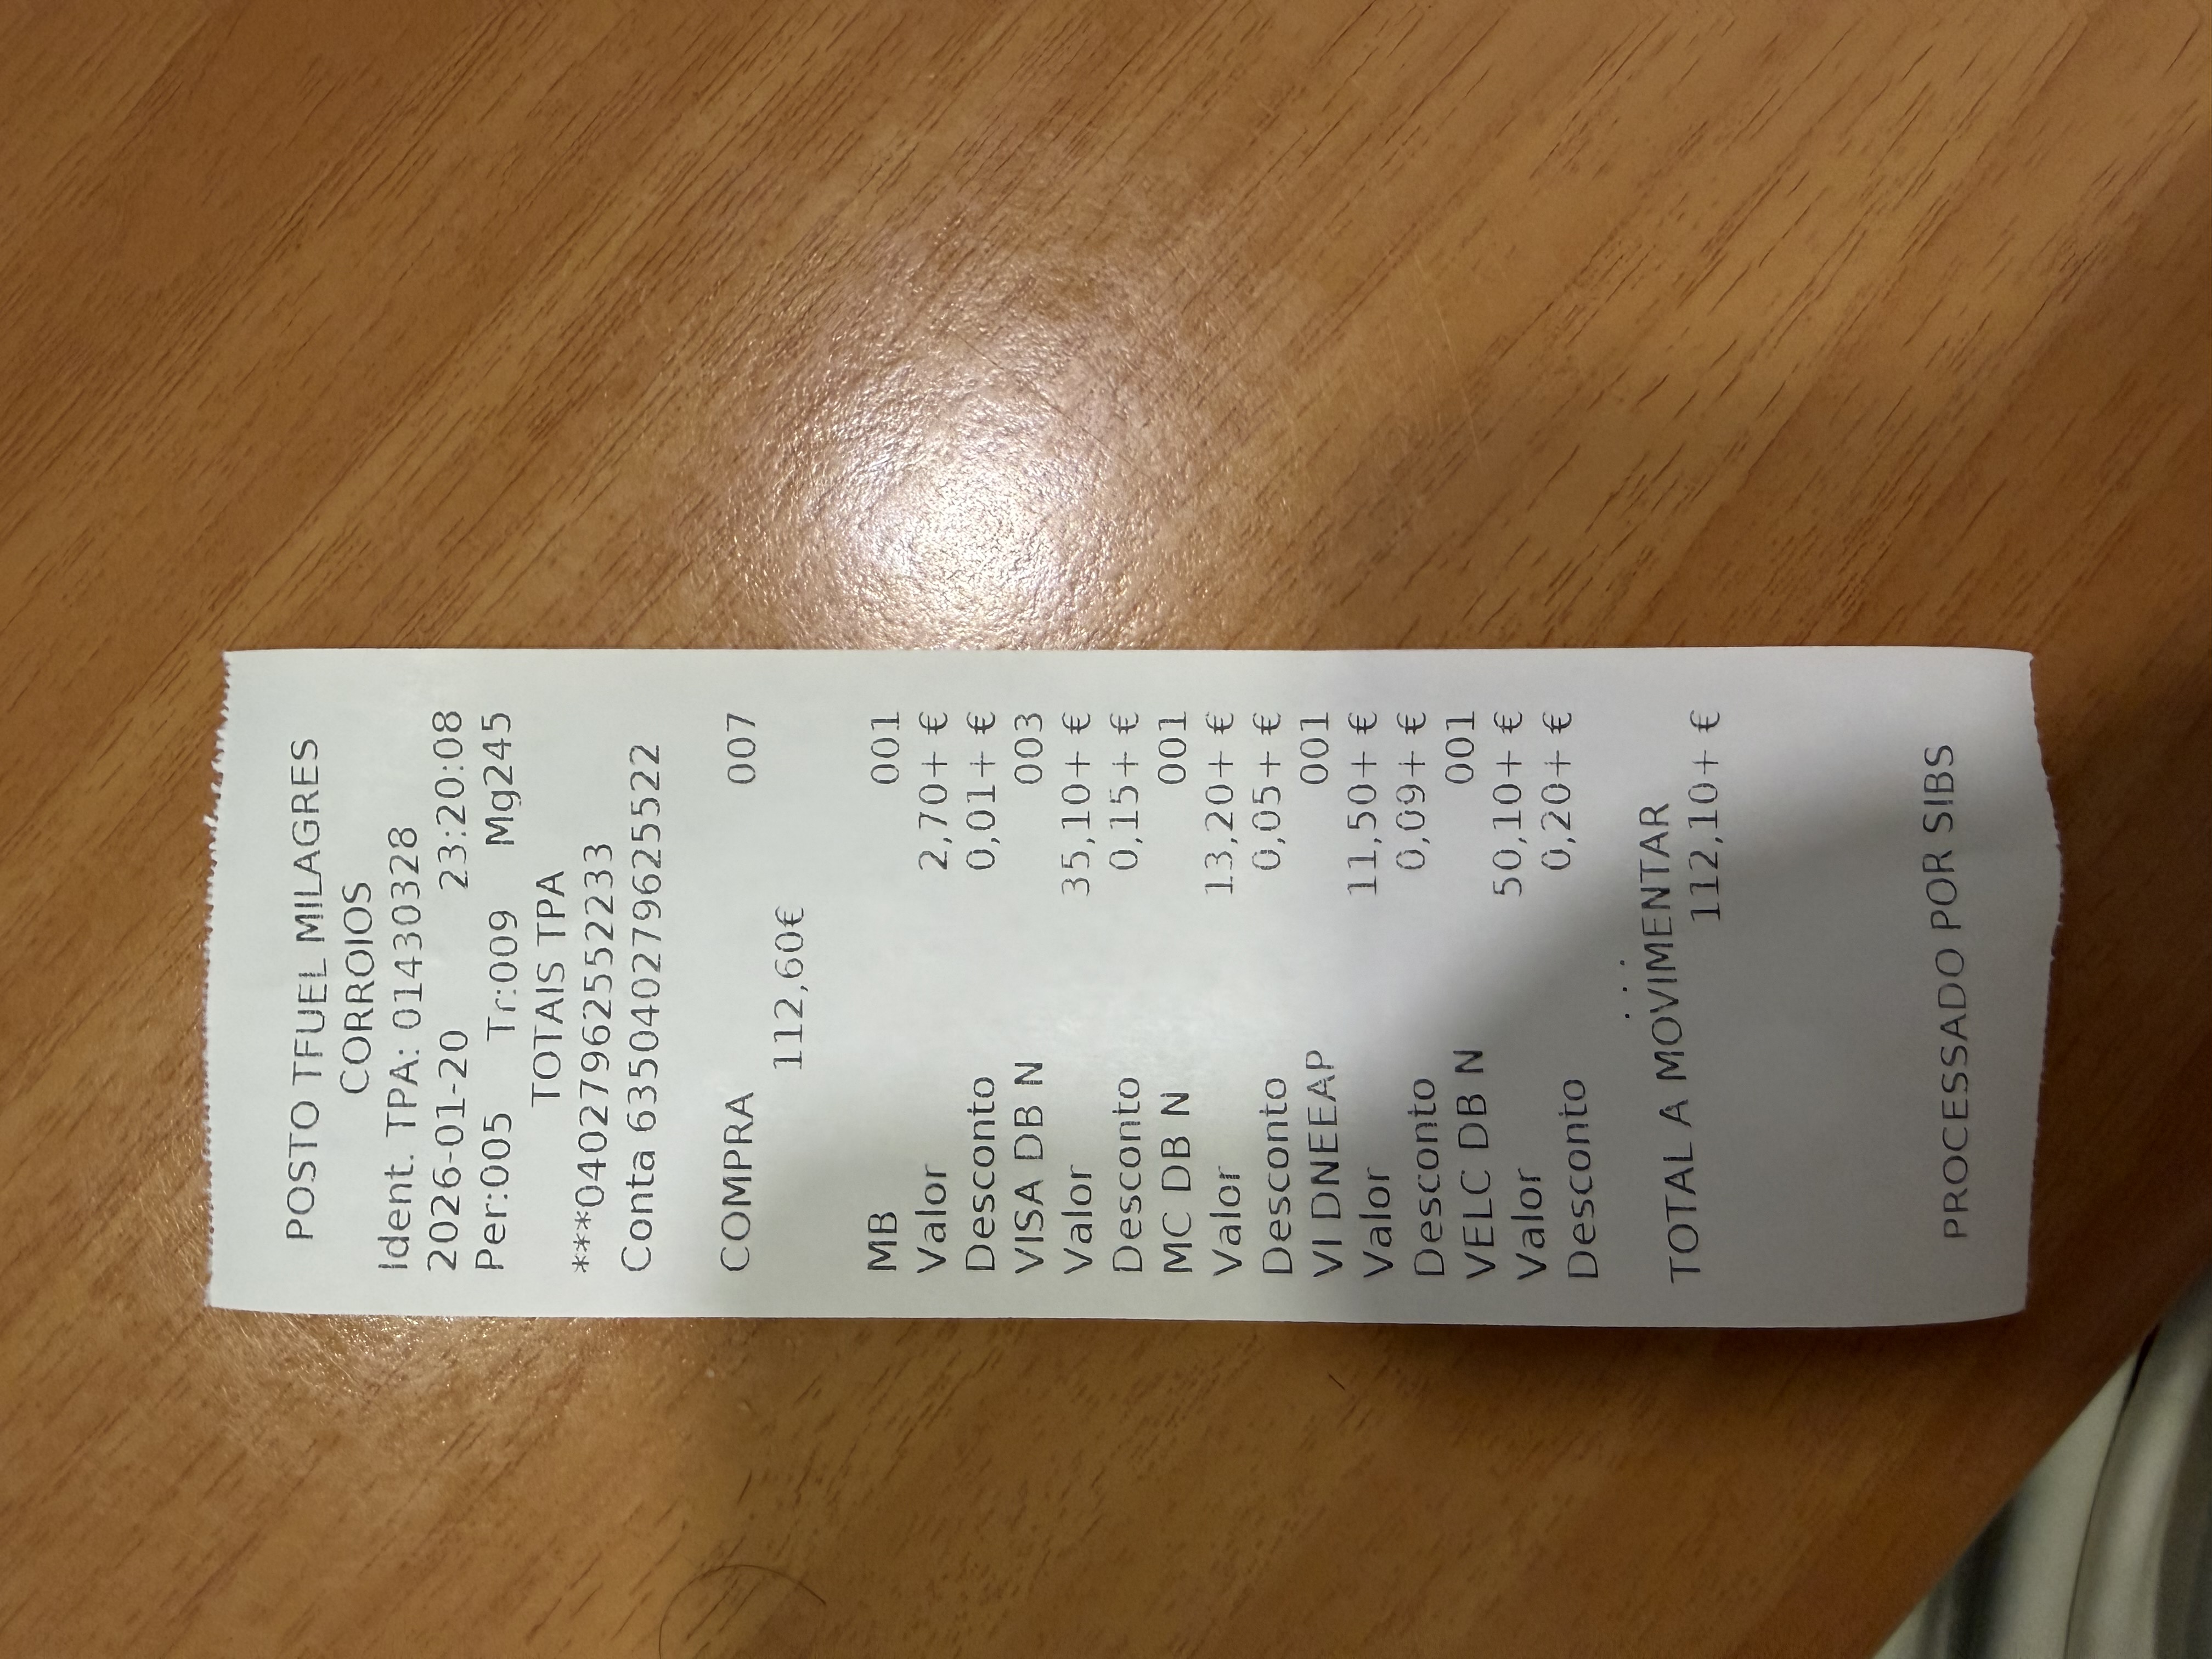 POSTO TFUEL MILAGRES
CORROIOS
Ident. TPA: 01430328
2026-01-20 23:20:08
Per:005 Tr:009 Mg245
TOTAIS TPA
***04027962552233
Conta 635040279625522
COMPRA 007
112,60€
MB 001
Valor 2,70+€
Desconto 0,01+€
VISA DB N 003
Valor 35,10+€
Desconto 0,15+€
MC DB N 001
Valor 13,20+€
Desconto 0,05+€
VI DNEEAP 001
Valor 11,50+€
Desconto 0,09+€
VELC DB N 001
Valor 50,10+€
Desconto 0,20+€
TOTAL A MOVIMENTAR
112,10+€
PROCESSADO POR SIBS